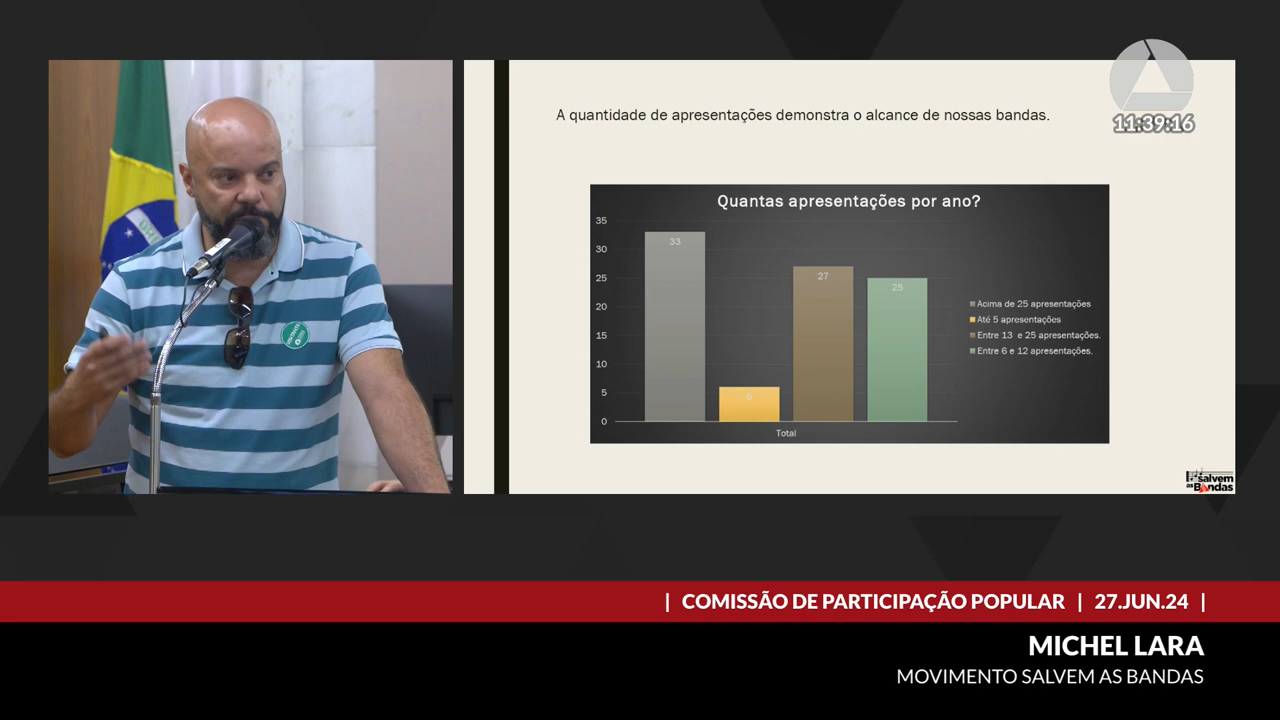 11:39:16
A quantidade de apresentações demonstra o alcance de nossas bandas.
Quantas apresentações por ano?
35
30
25
20
15
10
5
0
33
6
27
25
Total
Acima de 25 apresentações
Até 5 apresentações
Entre 13 e 25 apresentações.
Entre 6 e 12 apresentações.
salvem
as Bandas
| COMISSÃO DE PARTICIPAÇÃO POPULAR | 27.JUN.24 |
MICHEL LARA
MOVIMENTO SALVEM AS BANDAS